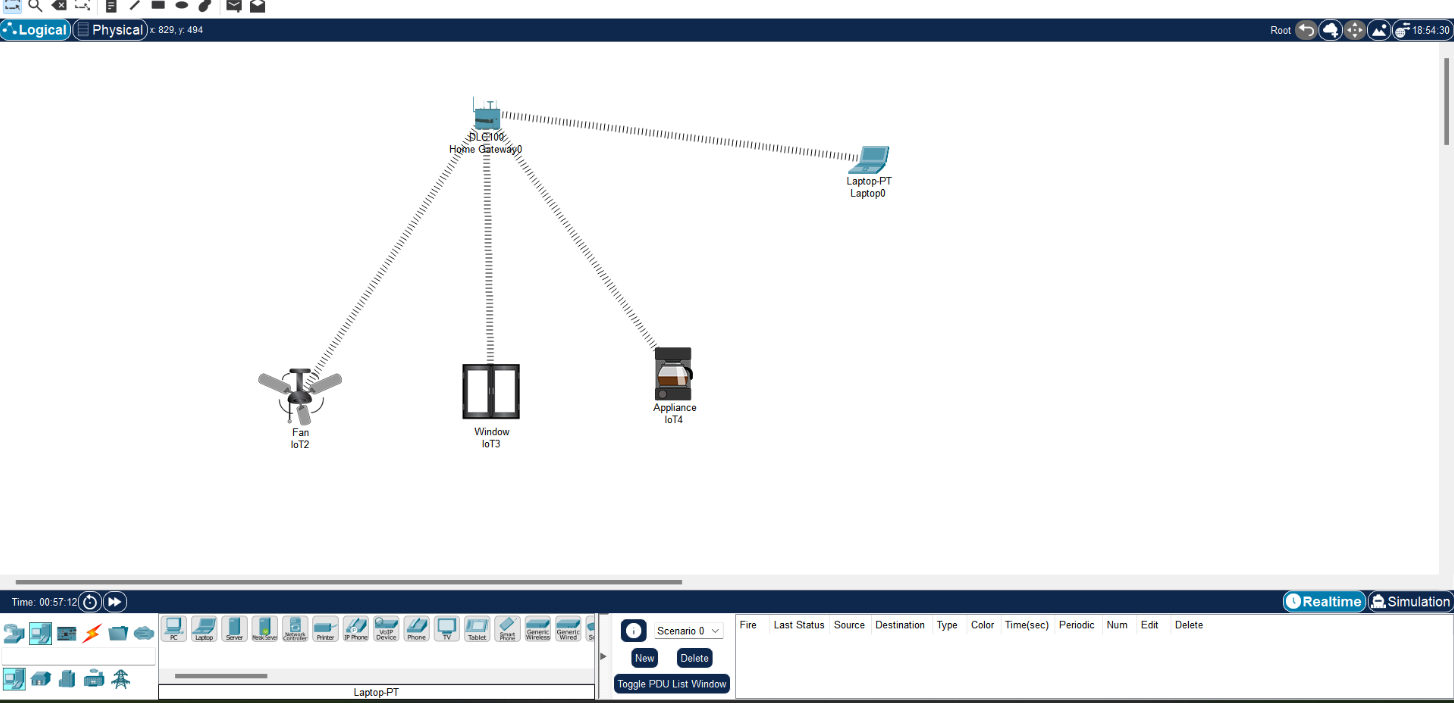 Logical Physical x: 829, y: 494 Root 18:54:30
DLC100
Home Gateway0
Laptop-PT
Laptop0
Fan
IoT2
Window
IoT3
Appliance
IoT4
Time: 00:57:12 Realtime Simulation
PC Laptop Server Printer IP Phone VoIP Device Phone TV Tablet Smart Phone Generic Wireless Generic Wired
Laptop-PT
Scenario 0
New Delete
Toggle PDU List Window
Fire Last Status Source Destination Type Color Time(sec) Periodic Num Edit Delete